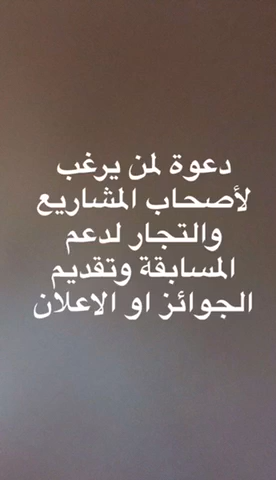 دعوة لمن يرغب
لأصحاب المشاريع
والتجار لدعم
المسابقة وتقديم
الجوائز او الاعلان